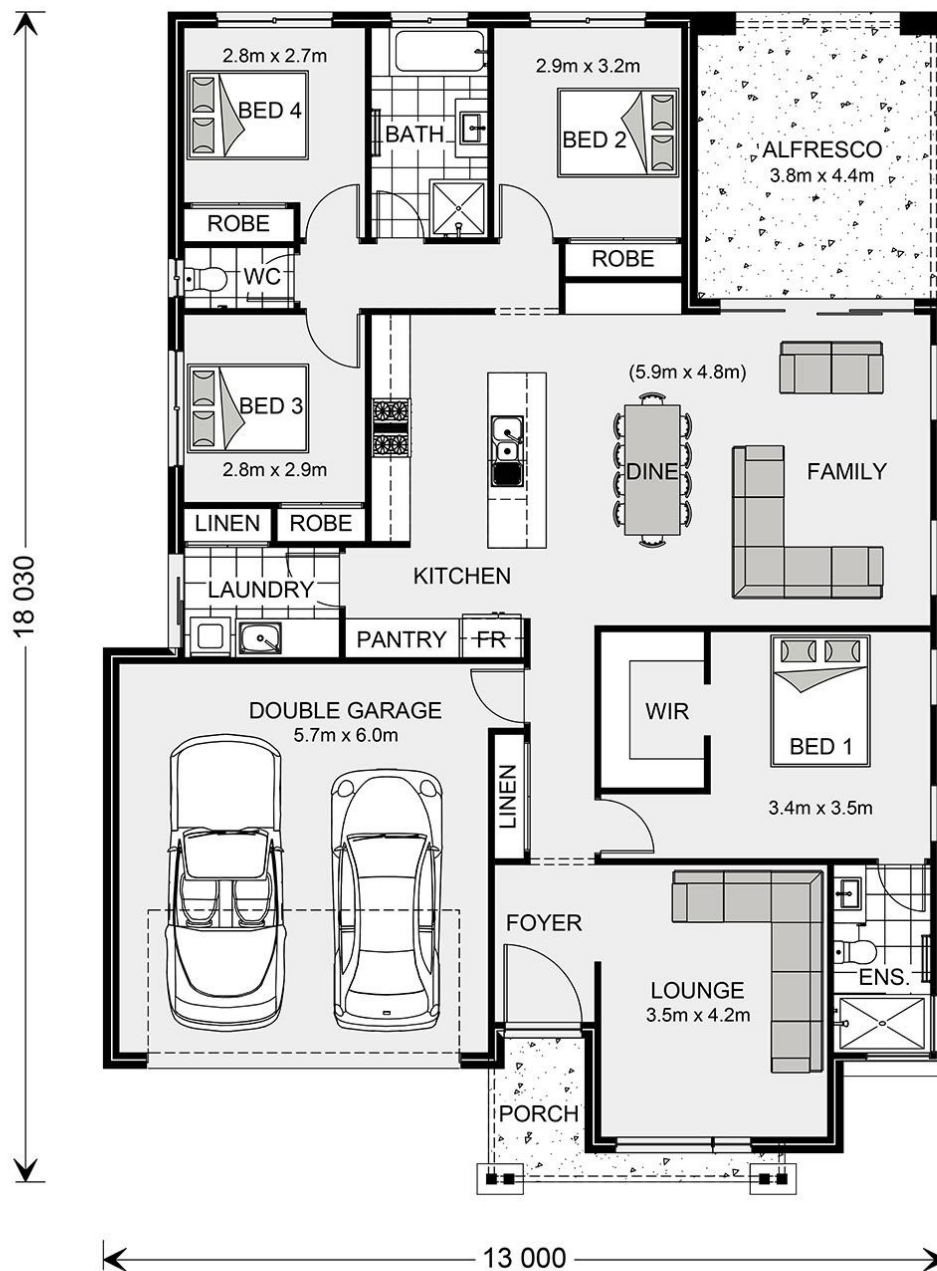 2.8m x 2.7m
BED 4
ROBE
BATH
2.9m x 3.2m
BED 2
ROBE
ALFRESCO
3.8m x 4.4m
WC
BED 3
2.8m x 2.9m
LINEN
ROBE
(5.9m x 4.8m)
DINE
FAMILY
KITCHEN
LAUNDRY
PANTRY
FR
18 030
DOUBLE GARAGE
5.7m x 6.0m
LINEN
WIR
BED 1
3.4m x 3.5m
FOYER
LOUNGE
3.5m x 4.2m
ENS.
PORCH
13 000